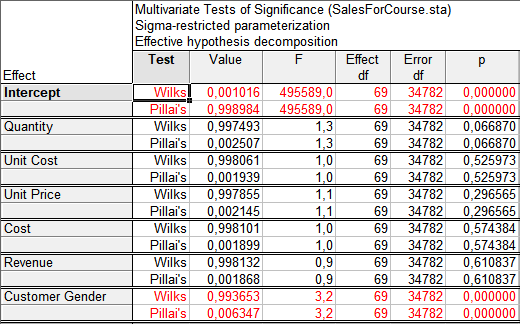 Multivariate Tests of Significance (SalesForCourse.sta)
Sigma-restricted parameterization
Effective hypothesis decomposition
Effect Test Value F Effect df Error df p
Intercept Wilks 0,001016 495589,0 69 34782 0,000000
Pillai's 0,998984 495589,0 69 34782 0,000000
Quantity Wilks 0,997493 1,3 69 34782 0,066870
Pillai's 0,002507 1,3 69 34782 0,066870
Unit Cost Wilks 0,998061 1,0 69 34782 0,525973
Pillai's 0,001939 1,0 69 34782 0,525973
Unit Price Wilks 0,997855 1,1 69 34782 0,296565
Pillai's 0,002145 1,1 69 34782 0,296565
Cost Wilks 0,998101 1,0 69 34782 0,574384
Pillai's 0,001899 1,0 69 34782 0,574384
Revenue Wilks 0,998132 0,9 69 34782 0,610837
Pillai's 0,001868 0,9 69 34782 0,610837
Customer Gender Wilks 0,993653 3,2 69 34782 0,000000
Pillai's 0,006347 3,2 69 34782 0,000000